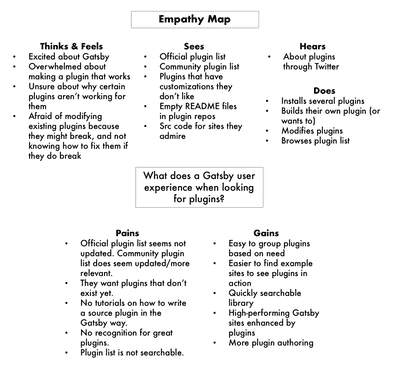 Empathy Map
Thinks & Feels
• Excited about Gatsby
• Overwhelmed about
making a plugin that works
• Unsure about why certain
plugins aren't working for
them
• Afraid of modifying
existing plugins because
they might break, and not
knowing how to fix them if
they do break
Sees
• Official plugin list
• Community plugin list
• Plugins that have
customizations they
don't like
• Empty README files
in plugin repos
• Src code for sites they
admire
Hears
• About plugins
through Twitter
Does
• Installs several plugins
• Builds their own plugin (or
wants to)
• Modifies plugins
• Browses plugin list
What does a Gatsby user
experience when looking
for plugins?
Pains
• Official plugin list seems not
updated. Community plugin
list does seem updated/more
relevant.
• They want plugins that don't
exist yet.
• No tutorials on how to write
a source plugin in the
Gatsby way.
• No recognition for great
plugins.
• Plugin list is not searchable.
Gains
• Easy to group plugins
based on need
• Easier to find example
sites to see plugins in
action
• Quickly searchable
library
• High-performing Gatsby
sites enhanced by
plugins
• More plugin authoring